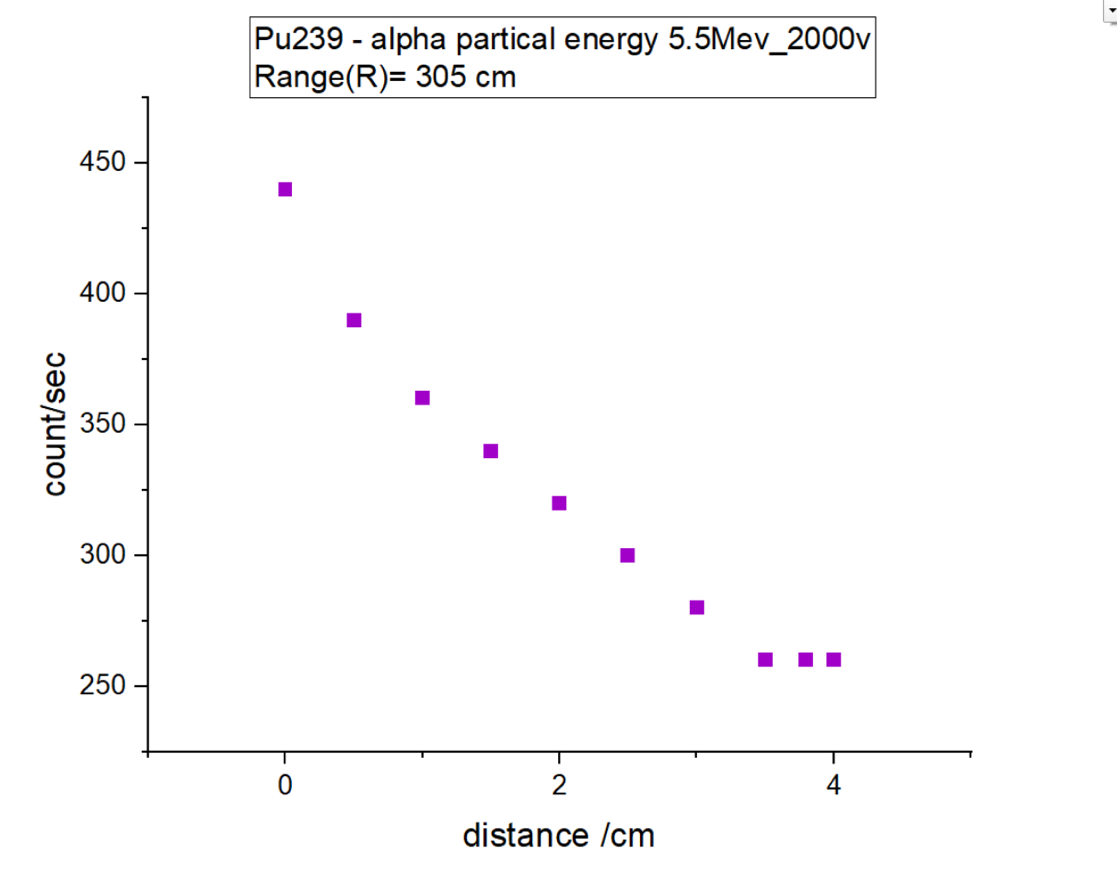 Pu239 - alpha partical energy 5.5Mev_2000v
Range(R)= 305 cm
450
400
350
300
250
count/sec
0
2
4
distance /cm